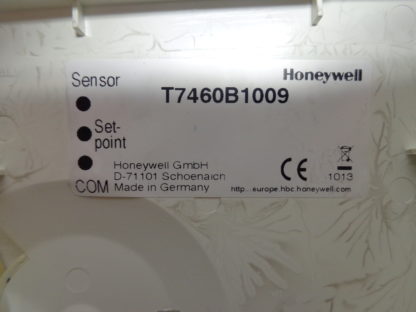 Sensor
Honeywell
T7460B1009
Set-
point
Honeywell GmbH
D-71101 Schoenaich
COM Made in Germany
CE
1013
http://europe.hbc.honeywell.com